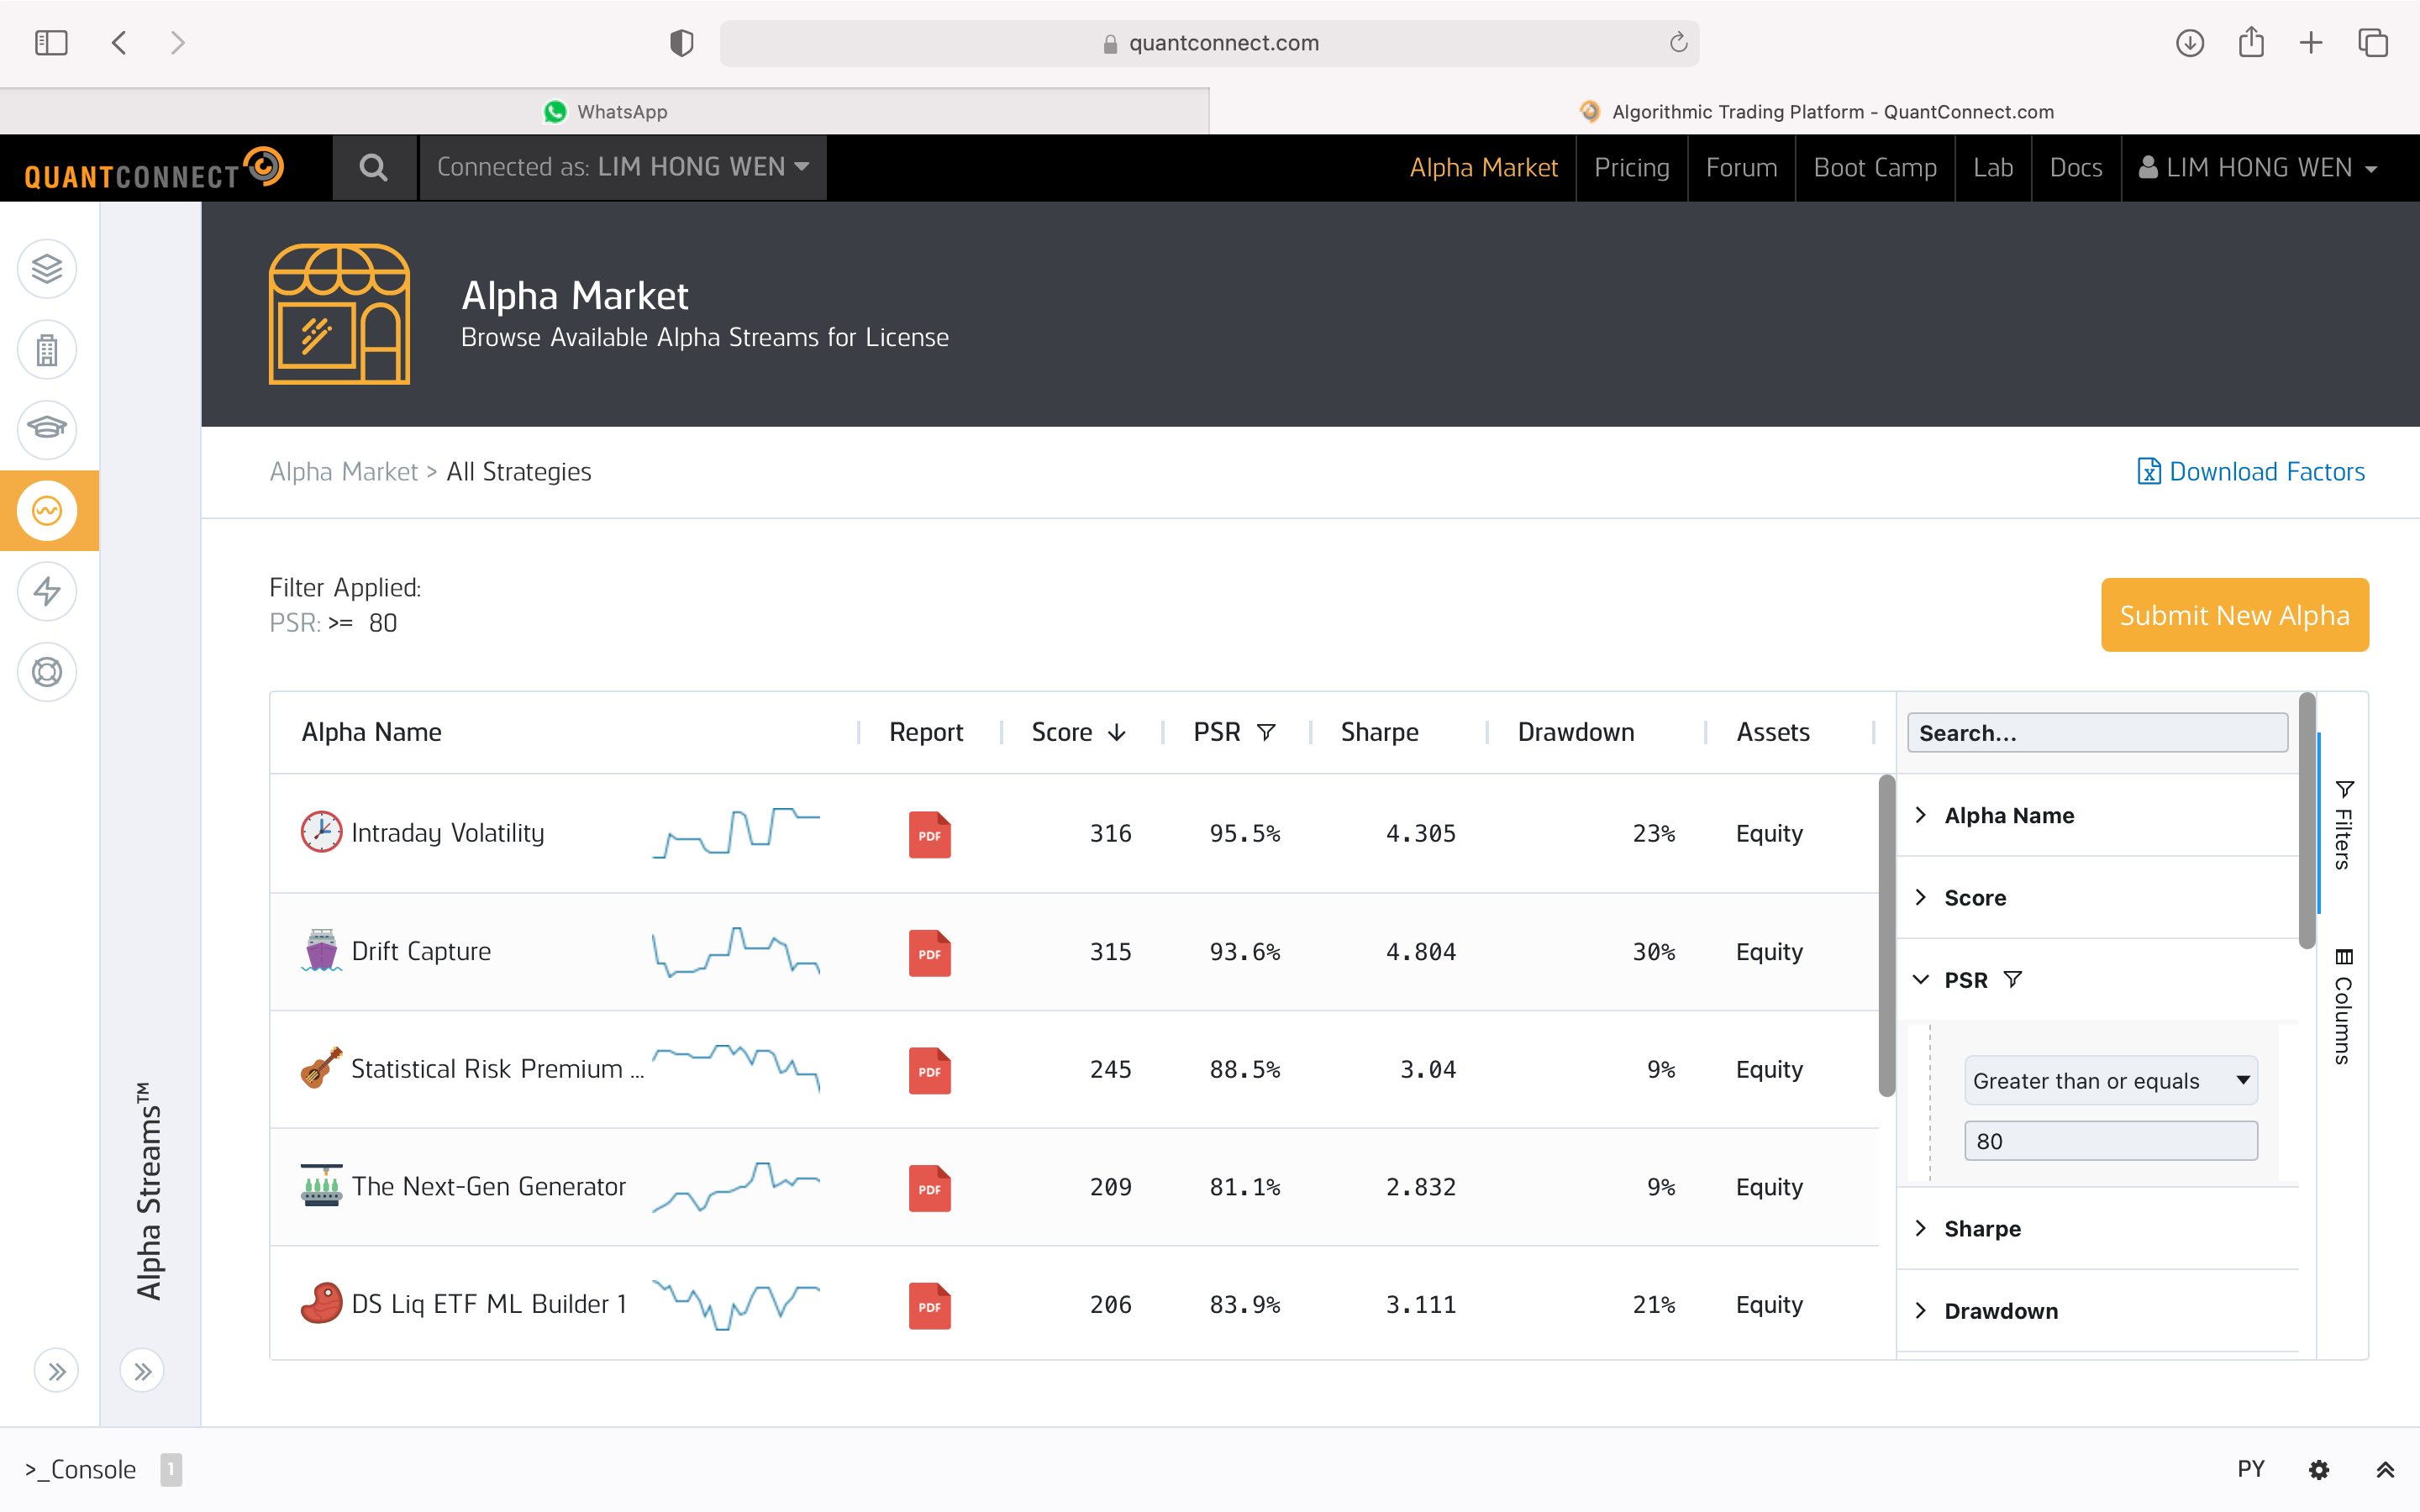 quantconnect.com
WhatsApp
Algorithmic Trading Platform - QuantConnect.com
QUANTCONNECT
Connected as: LIM HONG WEN
Alpha Market
Pricing
Forum
Boot Camp
Lab
Docs
LIM HONG WEN
Alpha Market
Browse Available Alpha Streams for License
Alpha Market > All Strategies
Download Factors
Filter Applied:
PSR: >= 80
Submit New Alpha
Alpha Name Report Score PSR Sharpe Drawdown Assets
Intraday Volatility PDF 316 95.5% 4.305 23% Equity
Drift Capture PDF 315 93.6% 4.804 30% Equity
Statistical Risk Premium ... PDF 245 88.5% 3.04 9% Equity
The Next-Gen Generator PDF 209 81.1% 2.832 9% Equity
DS Liq ETF ML Builder 1 PDF 206 83.9% 3.111 21% Equity
Search...
Alpha Name
Score
PSR
Greater than or equals
80
Sharpe
Drawdown
Filters
Columns
Alpha Streams™
>_Console 1
PY